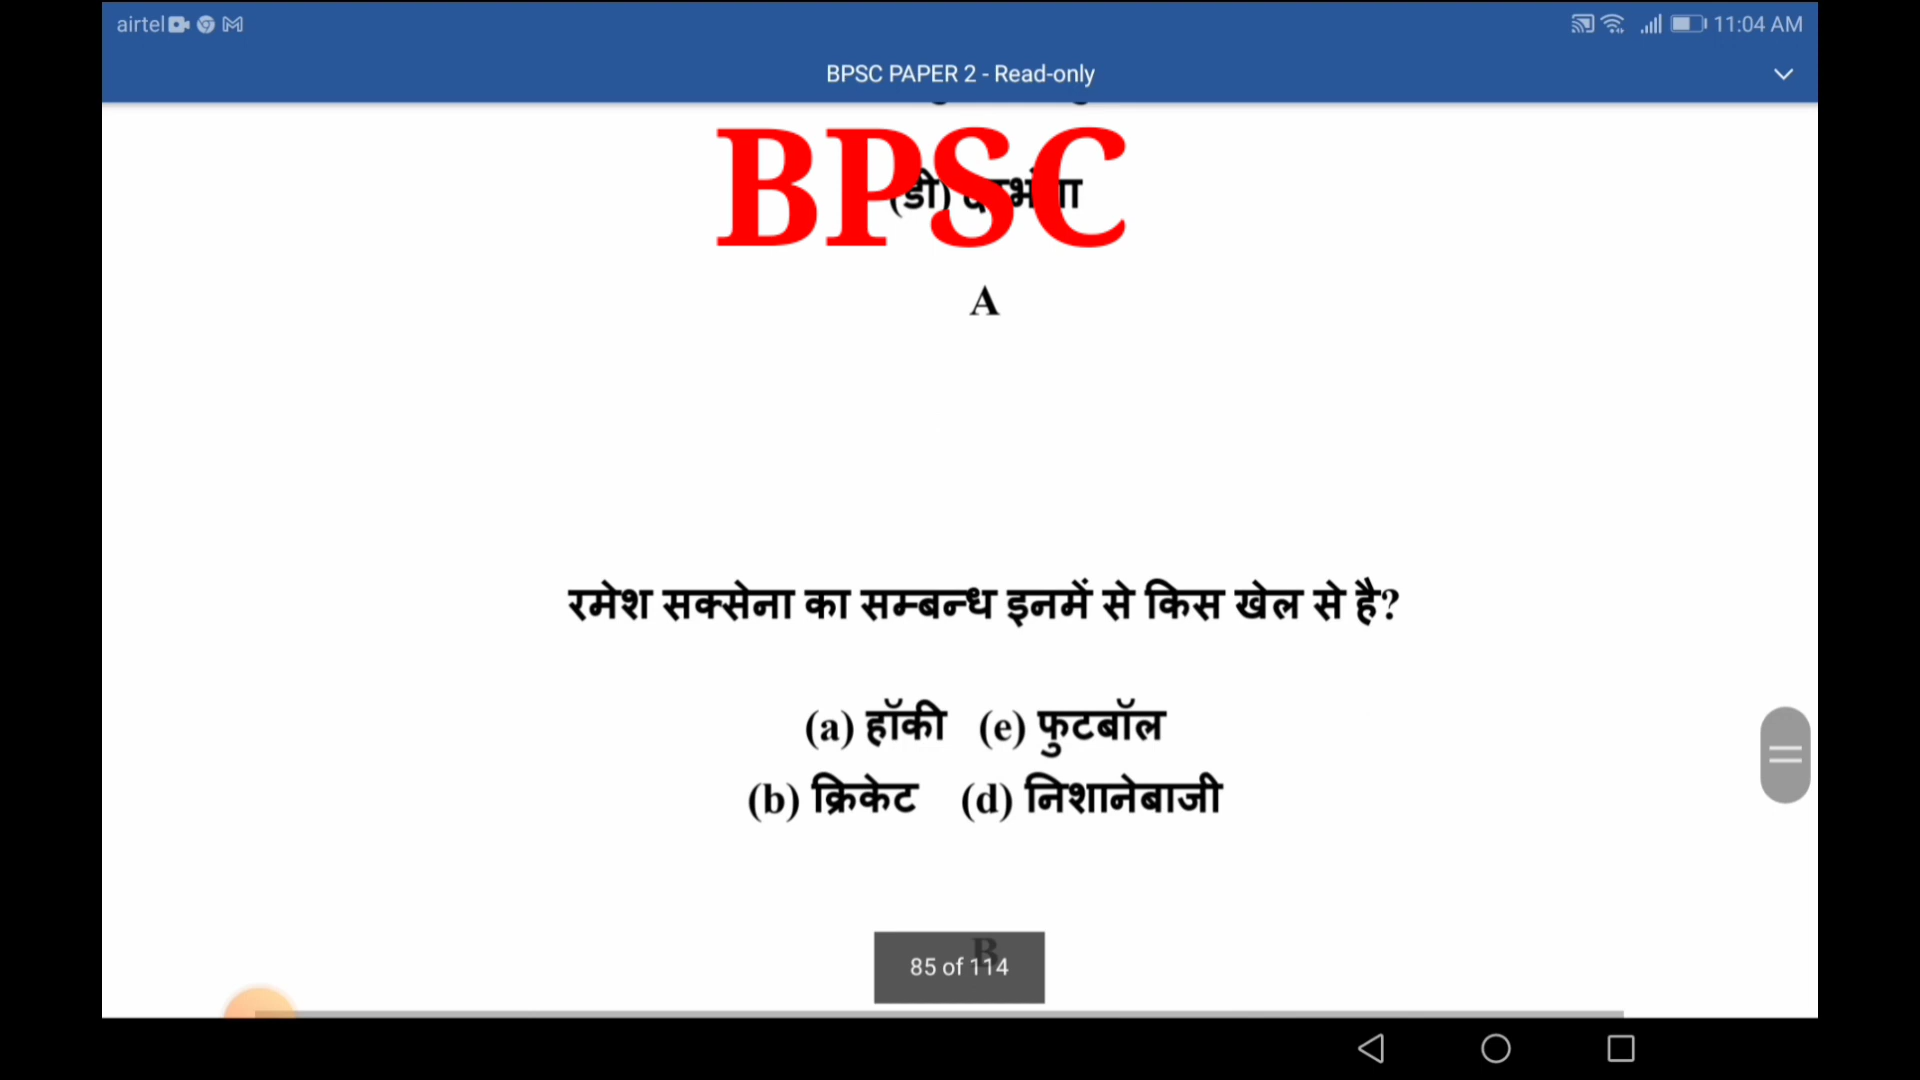 airtel 11:04 AM
BPSC PAPER 2 - Read-only
BPSC
(डी)
A
रमेश सक्सेना का सम्बन्ध इनमें से किस खेल से है?
(a) हॉकी (e) फुटबॉल
(b) क्रिकेट (d) निशानेबाजी
B
85 of 114